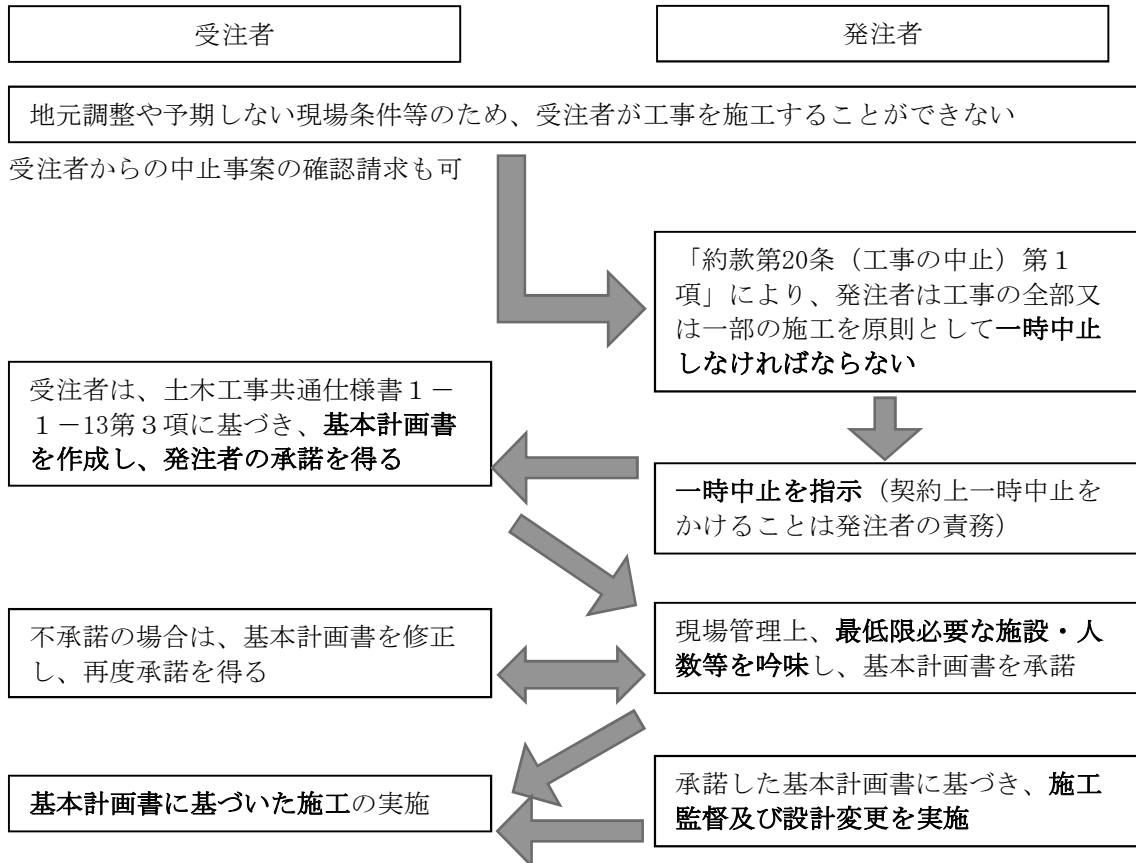 受注者
発注者
地元調整や予期しない現場条件等のため、受注者が工事を施工することができない
受注者からの中止事案の確認請求も可
「約款第20条（工事の中止）第１
項」により、発注者は工事の全部又
は一部の施工を原則として一時中止
しなければならない
受注者は、土木工事共通仕様書１－
１－13第３項に基づき、基本計画書
を作成し、発注者の承諾を得る
一時中止を指示（契約上一時中止を
かけることは発注者の責務）
不承諾の場合は、基本計画書を修正
し、再度承諾を得る
現場管理上、最低限必要な施設・人
数等を吟味し、基本計画書を承諾
基本計画書に基づいた施工の実施
承諾した基本計画書に基づき、施工
監督及び設計変更を実施